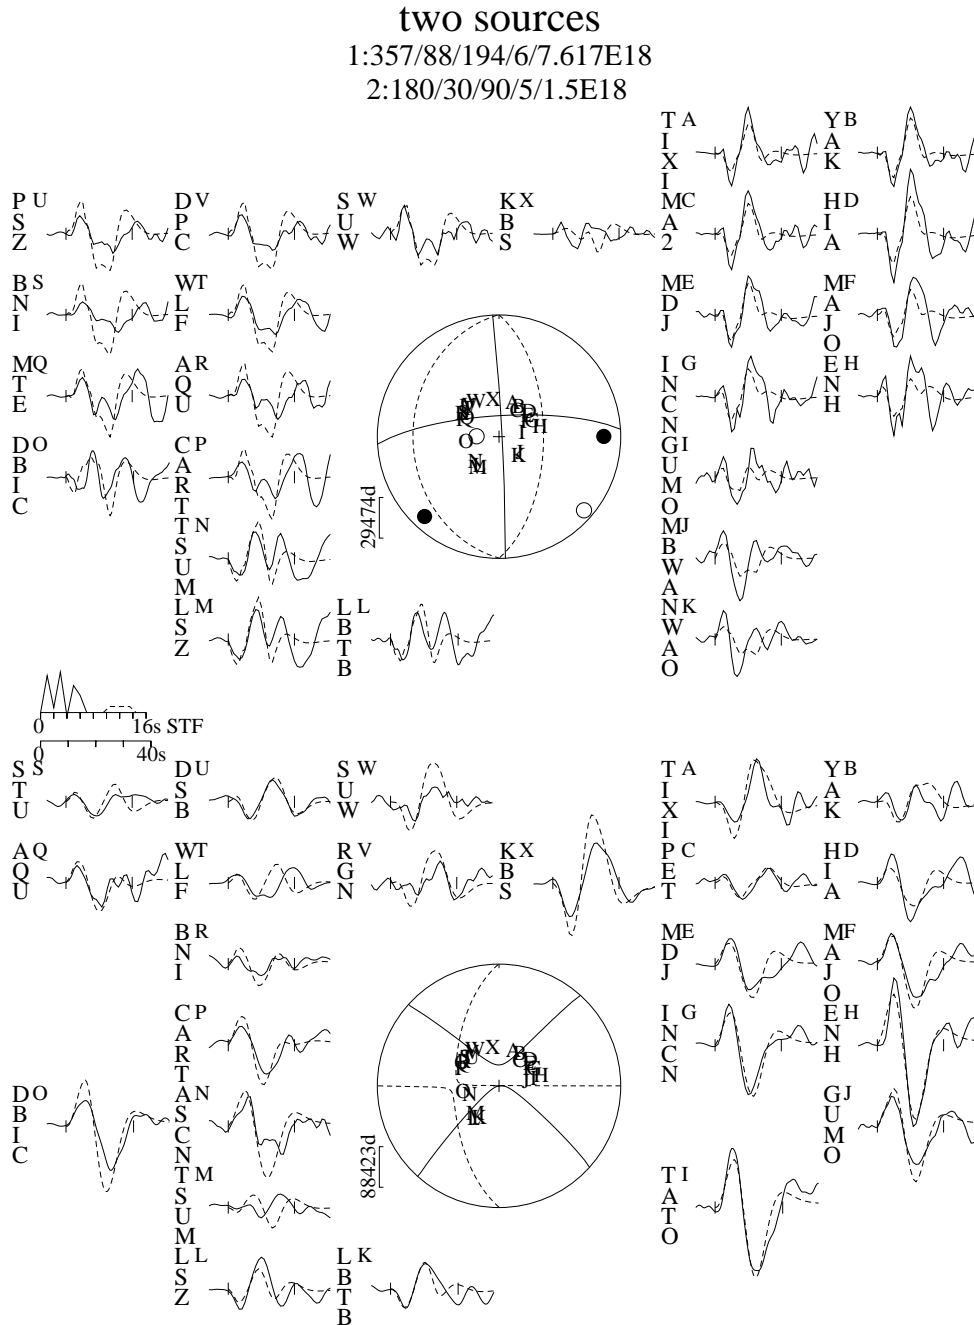 two sources
1:357/88/194/6/7.617E18
2:180/30/90/5/1.5E18
TIXI A
YAK B
PSZ U
DPC V
SUW W
KBS X
MA2 C
HIA D
BNI S
WLF T
MDJ E
MAJO F
MTE Q
AQU R
INCN G
ENH H
DBIC O
CART P
GUMO I
TSUM N
MBWA J
LSZ M
LBTB L
NWAO K
29474d
0 16s STF
0 40s
STU S
DSB U
SUW W
TIXI A
YAK B
AQU Q
WLF T
RGN V
KBS X
PET C
HIA D
BNI R
MDJ E
MAJO F
CART P
INCN G
ENH H
DBIC O
ASCN N
GUMO J
88423d
TSUM M
TATO I
LSZ L
LBTB K